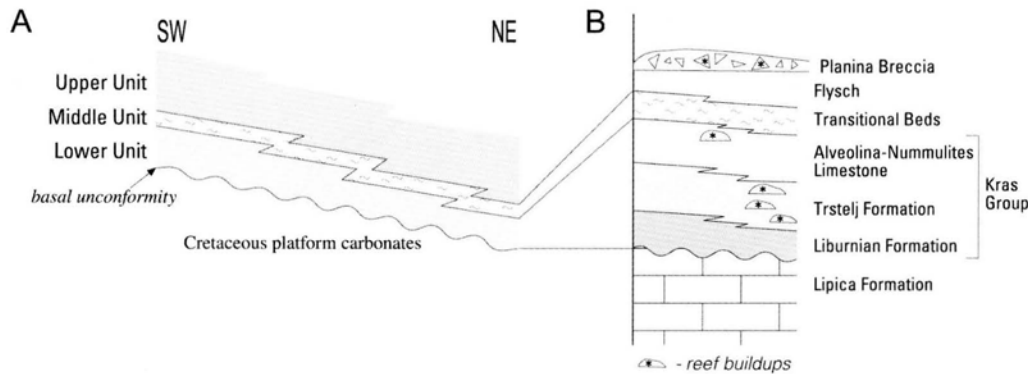 A
SW
NE
Upper Unit
Middle Unit
Lower Unit
basal unconformity
Cretaceous platform carbonates
B
Planina Breccia
Flysch
Transitional Beds
Alveolina-Nummulites
Limestone
Kras
Group
Trstelj Formation
Liburnian Formation
Lipica Formation
- reef buildups